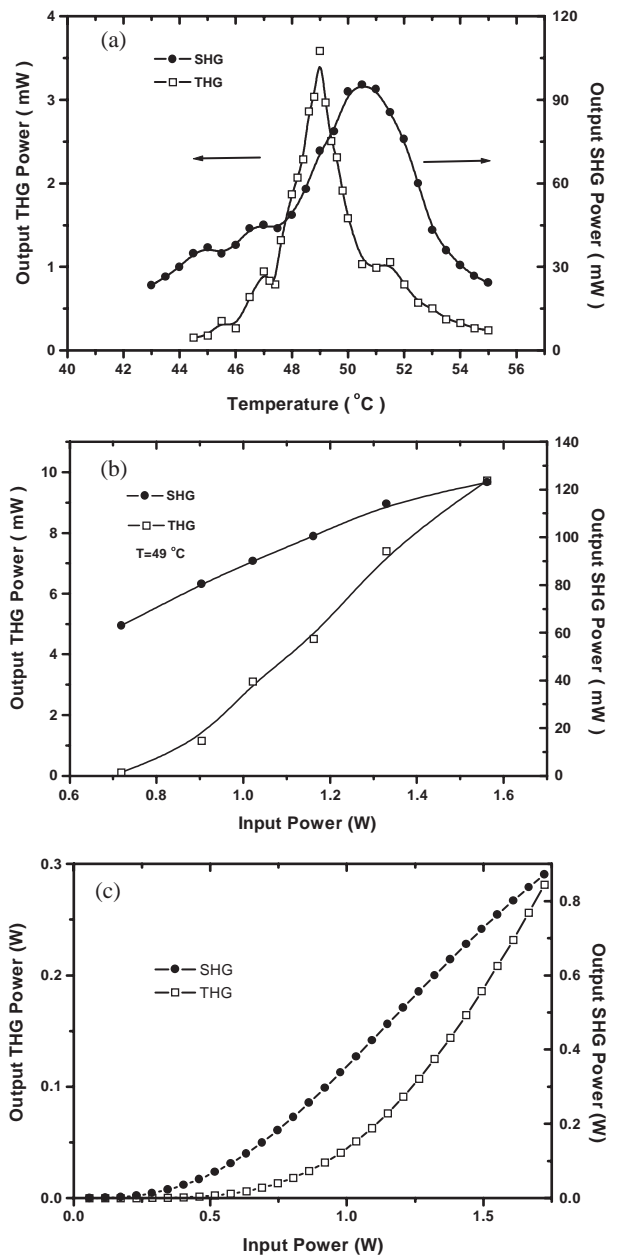 (a)
SHG
THG
Output THG Power ( mW )
Output SHG Power ( mW )
0
1
2
3
4
0
30
60
90
120
40 42 44 46 48 50 52 54 56
Temperature ( °C )
(b)
SHG
THG
T=49 °C
Output THG Power ( mW )
Output SHG Power ( mW )
0
2
4
6
8
10
0
20
40
60
80
100
120
140
0.6 0.8 1.0 1.2 1.4 1.6
Input Power (W)
(c)
SHG
THG
Output THG Power (W)
Output SHG Power (W)
0.0
0.1
0.2
0.3
0.0
0.2
0.4
0.6
0.8
0.0 0.5 1.0 1.5
Input Power (W)